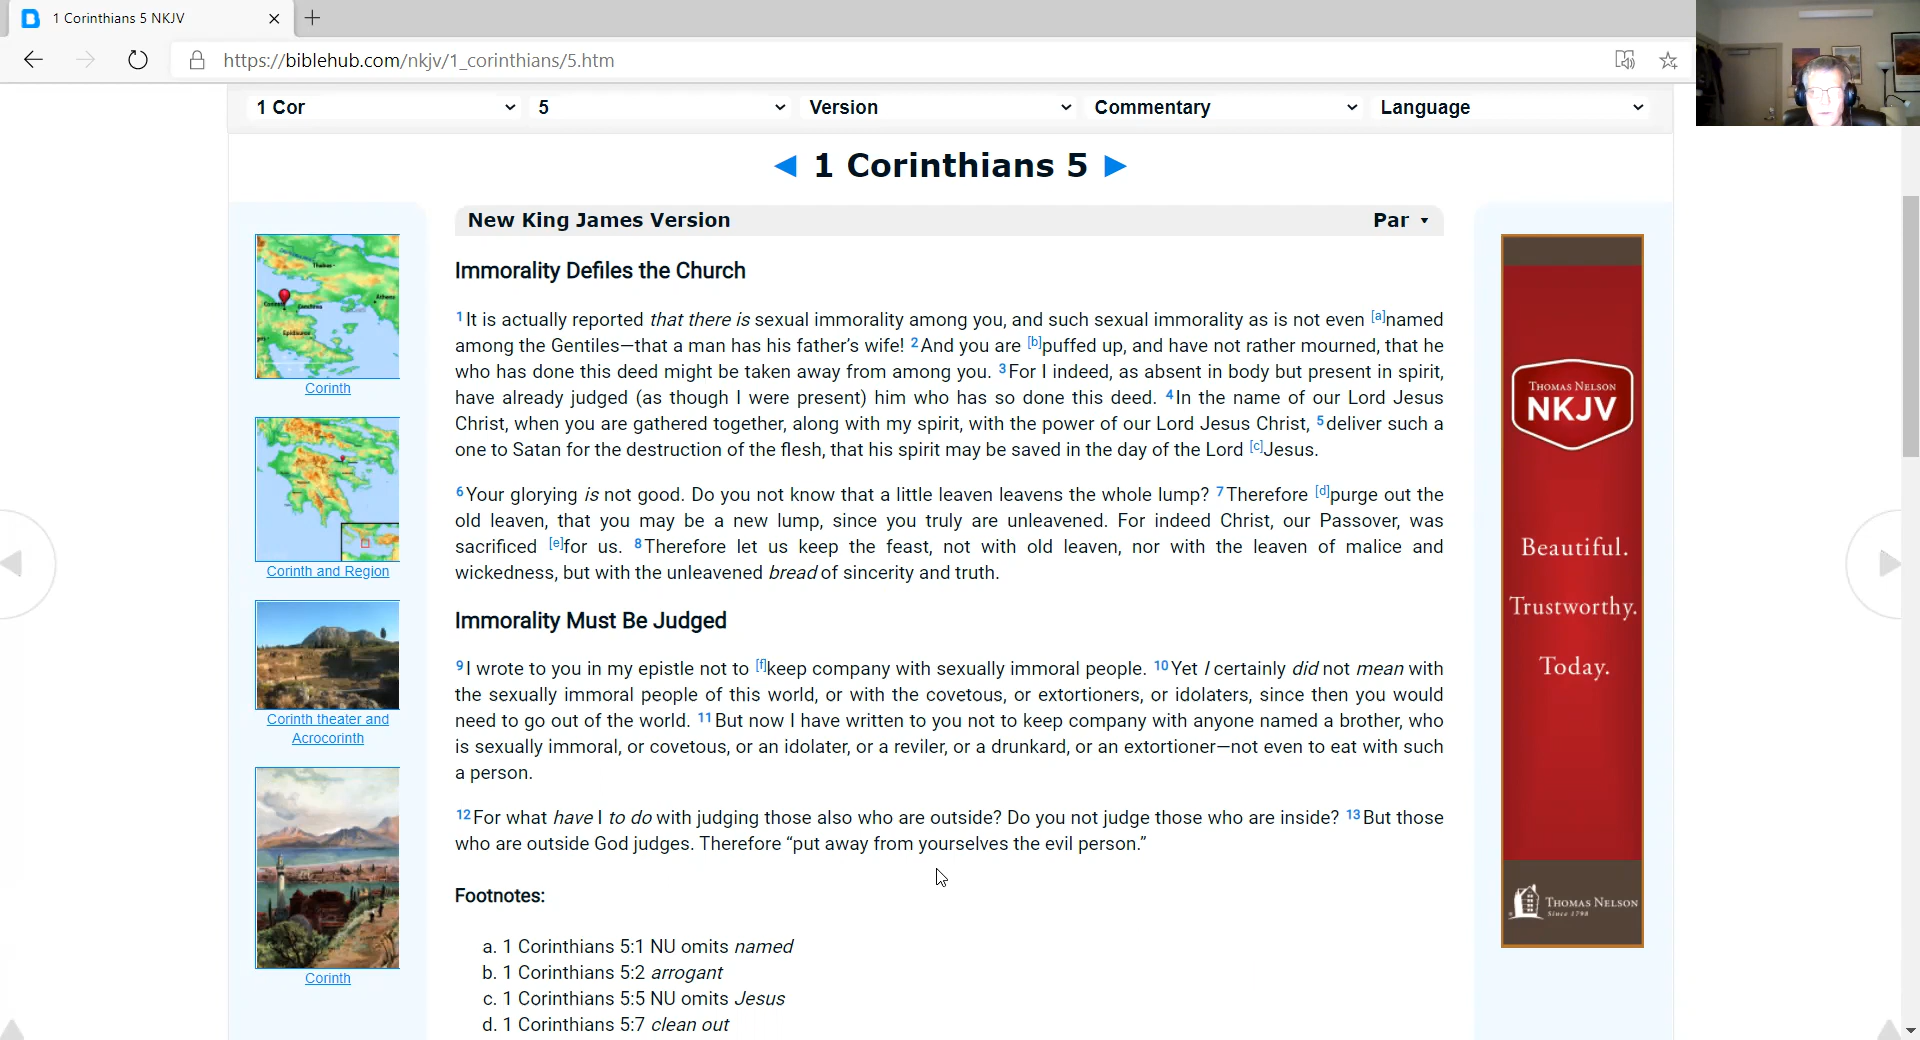 1 Corinthians 5 NKJV
https://biblehub.com/nkjv/1_corinthians/5.htm
1 Cor 5 Version Commentary Language
1 Corinthians 5
New King James Version Par
Immorality Defiles the Church
1 It is actually reported that there is sexual immorality among you, and such sexual immorality as is not even [a]named
among the Gentiles—that a man has his father’s wife! 2 And you are [b]puffed up, and have not rather mourned, that he
who has done this deed might be taken away from among you. 3 For I indeed, as absent in body but present in spirit,
have already judged (as though I were present) him who has so done this deed. 4 In the name of our Lord Jesus
Christ, when you are gathered together, along with my spirit, with the power of our Lord Jesus Christ, 5 deliver such a
one to Satan for the destruction of the flesh, that his spirit may be saved in the day of the Lord [c]Jesus.
6 Your glorying is not good. Do you not know that a little leaven leavens the whole lump? 7 Therefore [d]purge out the
old leaven, that you may be a new lump, since you truly are unleavened. For indeed Christ, our Passover, was
sacrificed [e]for us. 8 Therefore let us keep the feast, not with old leaven, nor with the leaven of malice and
wickedness, but with the unleavened bread of sincerity and truth.
Immorality Must Be Judged
9 I wrote to you in my epistle not to [f]keep company with sexually immoral people. 10 Yet I certainly did not mean with
the sexually immoral people of this world, or with the covetous, or extortioners, or idolaters, since then you would
need to go out of the world. 11 But now I have written to you not to keep company with anyone named a brother, who
is sexually immoral, or covetous, or an idolater, or a reviler, or a drunkard, or an extortioner—not even to eat with such
a person.
12 For what have I to do with judging those also who are outside? Do you not judge those who are inside? 13 But those
who are outside God judges. Therefore “put away from yourselves the evil person.”
Footnotes:
a. 1 Corinthians 5:1 NU omits named
b. 1 Corinthians 5:2 arrogant
c. 1 Corinthians 5:5 NU omits Jesus
d. 1 Corinthians 5:7 clean out
Corinth
Corinth and Region
Corinth theater and
Acrocorinth
Corinth
THOMAS NELSON
NKJV
Beautiful.
Trustworthy.
Today.
THOMAS NELSON
Since 1798